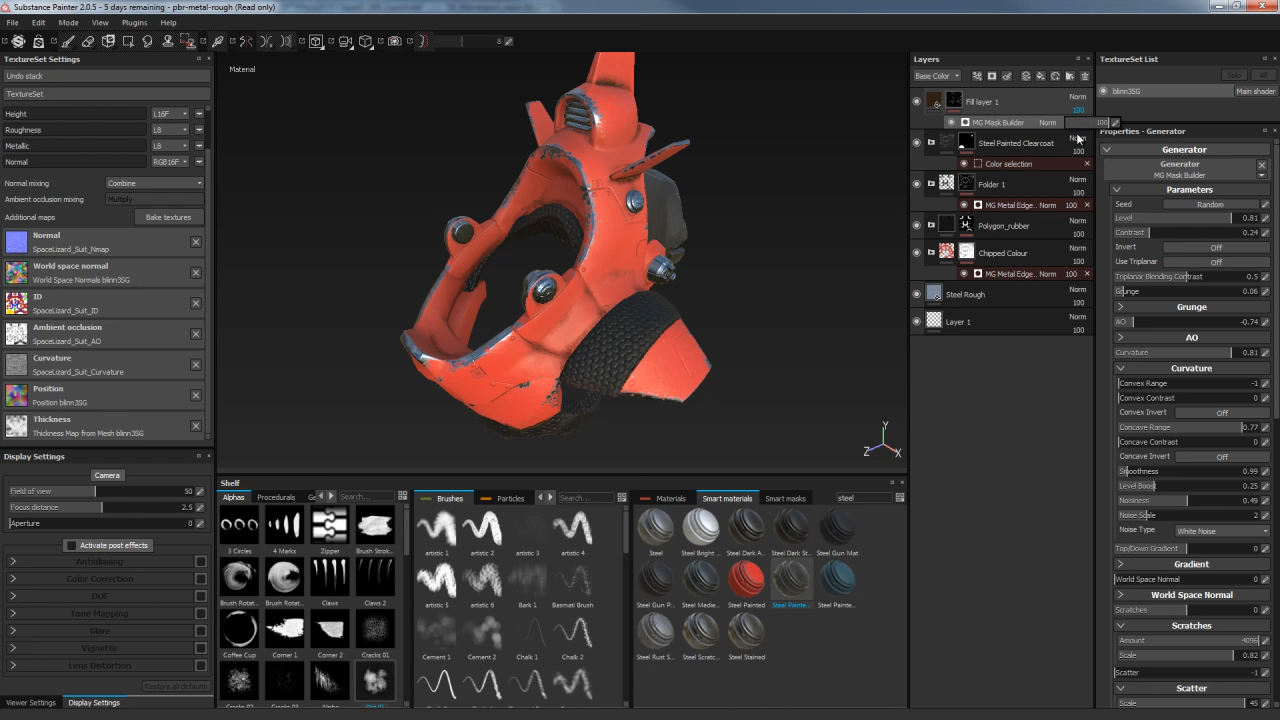 Substance Painter 2.0.5 - 5 days remaining - pbr-metal-rough (Read only)
File Edit Mode View Plugins Help
8
TextureSet Settings
Undo stack
TextureSet
Height L16F
Roughness L8
Metallic L8
Normal RGB16F
Normal mixing Combine
Ambient occlusion mixing Multiply
Additional maps Bake textures
Normal
SpaceLizard_Suit_Nmap
World space normal
World Space Normals blinn3SG
ID
SpaceLizard_Suit_ID
Ambient occlusion
SpaceLizard_Suit_AO
Curvature
SpaceLizard_Suit_Curvature
Position
Position blinn3SG
Thickness
Thickness Map from Mesh blinn3SG
Display Settings
Camera
Field of view 50
Focus distance 2.5
Aperture 0
Activate post effects
Antialiasing
Color Correction
DOF
Tone Mapping
Glare
Vignette
Lens Distortion
Restore all defaults
Viewer Settings Display Settings
Material
Y
Z
X
Shelf
Alphas Procedurals Search...
3 Circles 4 Marks Zipper Brush Strok...
Brush Rotat... Brush Rotat... Claws Claws 2
Coffee Cup Corner 1 Corner 2 Cracks 01
Brushes Particles Search...
artistic 1 artistic 2 artistic 3 artistic 4
artistic 5 artistic 6 Bark 1 Basmati Brush
Cement 1 Cement 2 Chalk 1 Chalk 2
Materials Smart materials Smart masks steel
Steel Steel Bright ... Steel Dark A... Steel Dark St... Steel Gun Mat
Steel Gun P... Steel Medie... Steel Painted Steel Painte... Steel Painte...
Steel Rust S... Steel Scratc... Steel Stained
Layers
Base Color
Fill layer 1 Norm 100
MG Mask Builder Norm 100
Steel Painted Clearcoat 100
Color selection
Folder 1 Norm 100
MG Metal Edge... Norm 100
Polygon_rubber Norm 100
Chipped Colour Norm 100
MG Metal Edge... Norm 100
Steel Rough Norm 100
Layer 1 Norm 100
TextureSet List
Solo All
blinn3SG Main shader
Properties - Generator
Generator
Generator
MG Mask Builder
Parameters
Seed Random
Level 0.81
Contrast 0.24
Invert Off
Use Triplanar Off
Triplanar Blending Contrast 0.5
Grunge 0.06
Grunge
AO -0.74
AO
Curvature 0.81
Curvature
Convex Range -1
Convex Contrast 0
Convex Invert Off
Concave Range 0.77
Concave Contrast 0
Concave Invert Off
Smoothness 0.99
Level Boost 0.25
Noisiness 0.49
Noise Scale 2
Noise Type White Noise
Top/Down Gradient 0
Gradient
World Space Normal 0
World Space Normal
Scratches 0
Scratches
Amount 4096
Scale 0.82
Scatter -1
Scatter
Scale 45